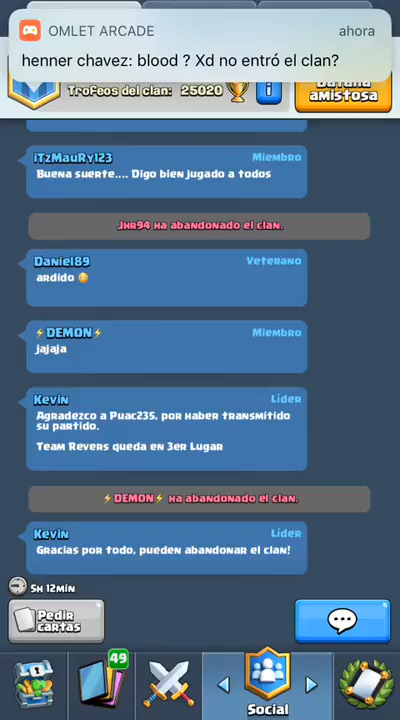 OMLET ARCADE
ahora
henner chavez: blood ? Xd no entró el clan?
Trofeos del clan: 25020
amistosa
iTzMauRy123
Miembro
Buena suerte.... Digo bien jugado a todos
Jhr94 ha abandonado el clan.
Daniel89
Veterano
ardido 😳
⚡DEMON⚡
Miembro
jajaja
Kevin
Líder
Agradezco a Puac235, por haber transmitido
su partido.
Team Revers queda en 3er Lugar
⚡DEMON⚡ ha abandonado el clan.
Kevin
Líder
Gracias por todo, pueden abandonar el clan!
5h 12min
Pedir
cartas
49
Social